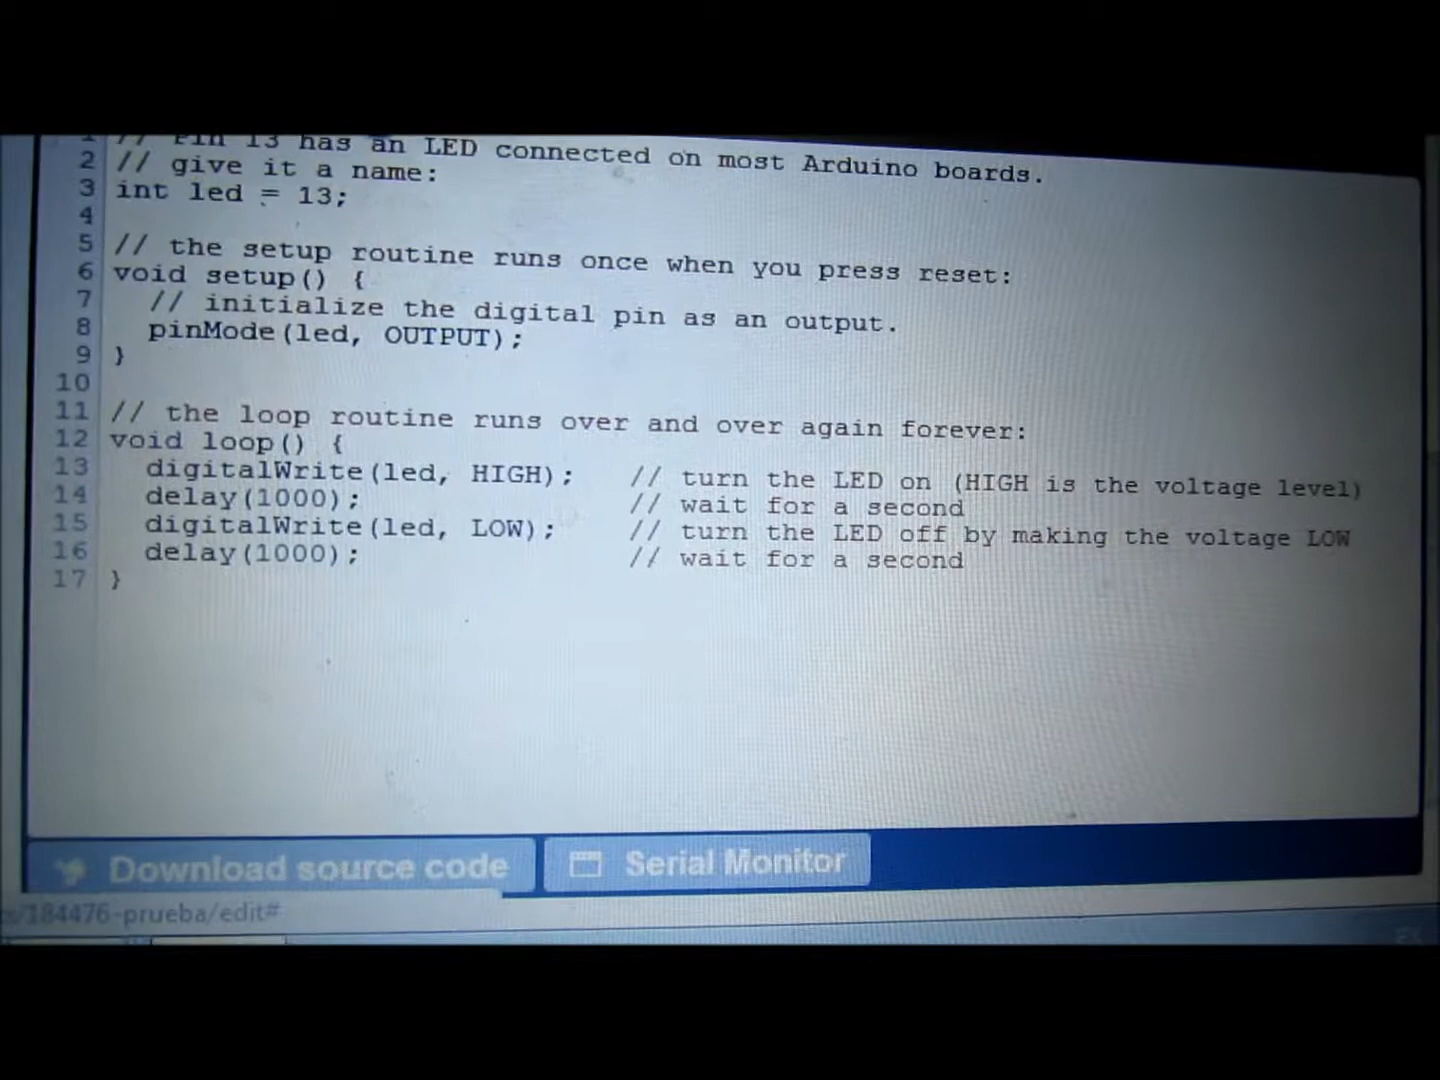 1 // Pin 13 has an LED connected on most Arduino boards.
2 // give it a name:
3 int led = 13;
4
5 // the setup routine runs once when you press reset:
6 void setup() {
7 // initialize the digital pin as an output.
8 pinMode(led, OUTPUT);
9 }
10
11 // the loop routine runs over and over again forever:
12 void loop() {
13 digitalWrite(led, HIGH); // turn the LED on (HIGH is the voltage level)
14 delay(1000); // wait for a second
15 digitalWrite(led, LOW); // turn the LED off by making the voltage LOW
16 delay(1000); // wait for a second
17 }
Download source code Serial Monitor
/184476-prueba/edit#